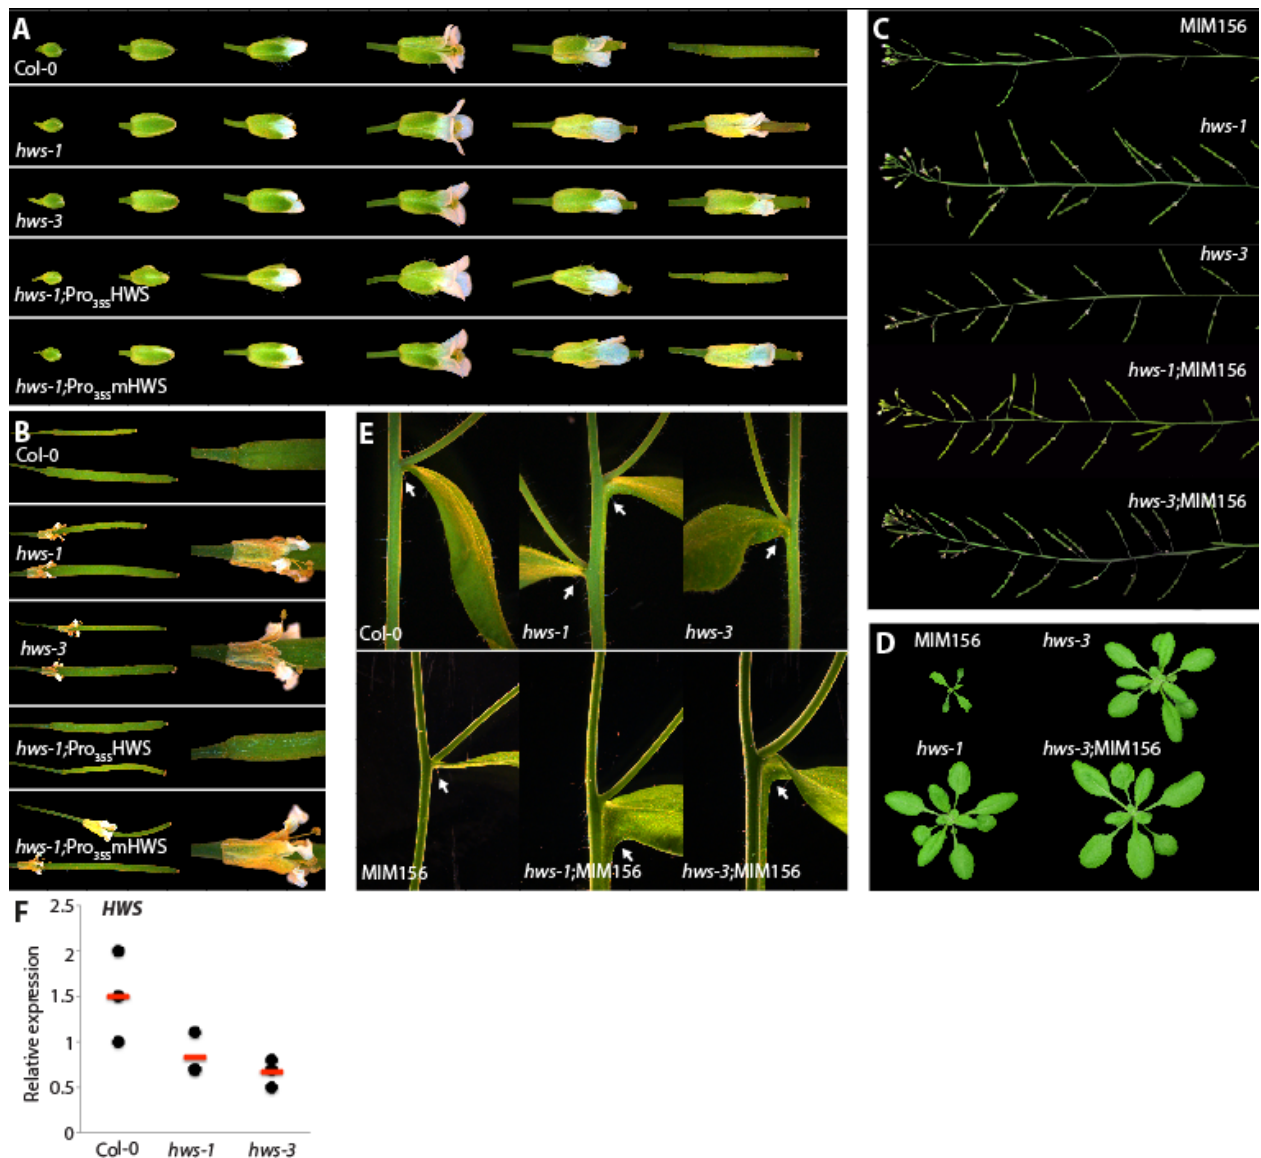 A
Col-0
hws-1
hws-3
hws-1;Pro35SHWS
hws-1;Pro35SmHWS
B
Col-0
hws-1
hws-3
hws-1;Pro35SHWS
hws-1;Pro35SmHWS
E
Col-0
hws-1
hws-3
MIM156
hws-1;MIM156
hws-3;MIM156
C
MIM156
hws-1
hws-3
hws-1;MIM156
hws-3;MIM156
D
MIM156
hws-3
hws-1
hws-3;MIM156
F
HWS
Relative expression
2.5
2
1.5
1
0.5
0
Col-0
hws-1
hws-3